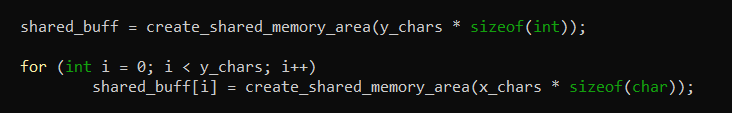 shared_buff = create_shared_memory_area(y_chars * sizeof(int));
for (int i = 0; i < y_chars; i++)
shared_buff[i] = create_shared_memory_area(x_chars * sizeof(char));